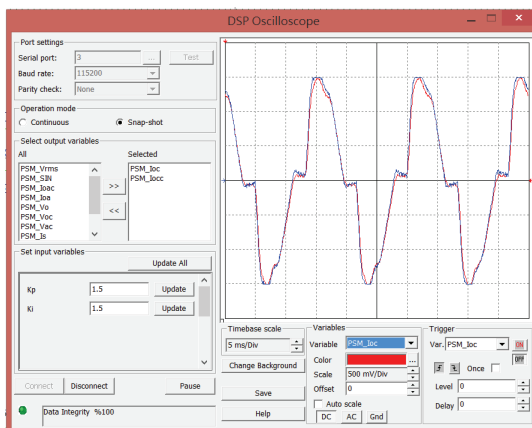 DSP Oscilloscope
Port settings
Serial port: 3 ... Test
Baud rate: 115200
Parity check: None
Operation mode
Continuous Snap-shot
Select output variables
All Selected
PSM_Vrms
PSM_SIN
PSM_Ioac
PSM_Ioa
PSM_Vo
PSM_Voc
PSM_Vac
PSM_Is
>>
<<
PSM_Ioc
PSM_Iocc
Set input variables
Update All
Kp 1.5 Update
Ki 1.5 Update
Connect Disconnect Pause
Data Integrity %100
Timebase scale
5 ms/Div
Change Background
Save
Help
Variables
Variable PSM_Ioc
Color ...
Scale 500 mV/Div
Offset 0
Auto scale
DC AC Gnd
Trigger
Var. PSM_Ioc ON
OFF
Once
Level 0
Delay 0